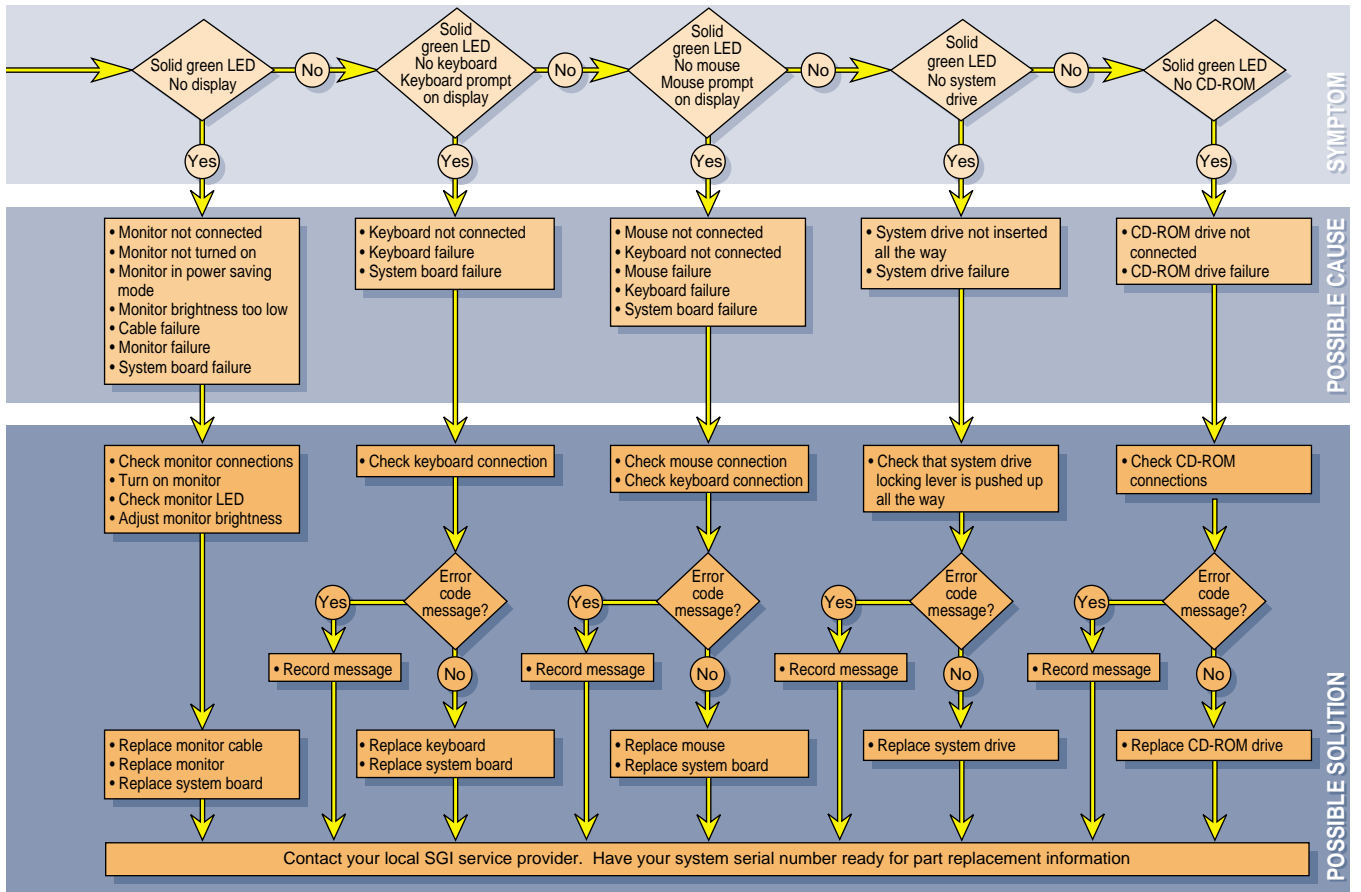 Solid green LED
No display
No
Solid
green LED
No keyboard
Keyboard prompt
on display
No
Solid
green LED
No mouse
Mouse prompt
on display
No
Solid
green LED
No system
drive
No
Solid green LED
No CD-ROM
Yes
Yes
Yes
Yes
Yes
SYMPTOM
• Monitor not connected
• Monitor not turned on
• Monitor in power saving
mode
• Monitor brightness too low
• Cable failure
• Monitor failure
• System board failure
• Keyboard not connected
• Keyboard failure
• System board failure
• Mouse not connected
• Keyboard not connected
• Mouse failure
• Keyboard failure
• System board failure
• System drive not inserted
all the way
• System drive failure
• CD-ROM drive not
connected
• CD-ROM drive failure
POSSIBLE CAUSE
• Check monitor connections
• Turn on monitor
• Check monitor LED
• Adjust monitor brightness
• Check keyboard connection
• Check mouse connection
• Check keyboard connection
• Check that system drive
locking lever is pushed up
all the way
• Check CD-ROM
connections
Error
code
message?
Yes
• Record message
No
Error
code
message?
Yes
• Record message
No
Error
code
message?
Yes
• Record message
No
Error
code
message?
Yes
• Record message
No
• Replace monitor cable
• Replace monitor
• Replace system board
• Replace keyboard
• Replace system board
• Replace mouse
• Replace system board
• Replace system drive
• Replace CD-ROM drive
Contact your local SGI service provider. Have your system serial number ready for part replacement information
POSSIBLE SOLUTION